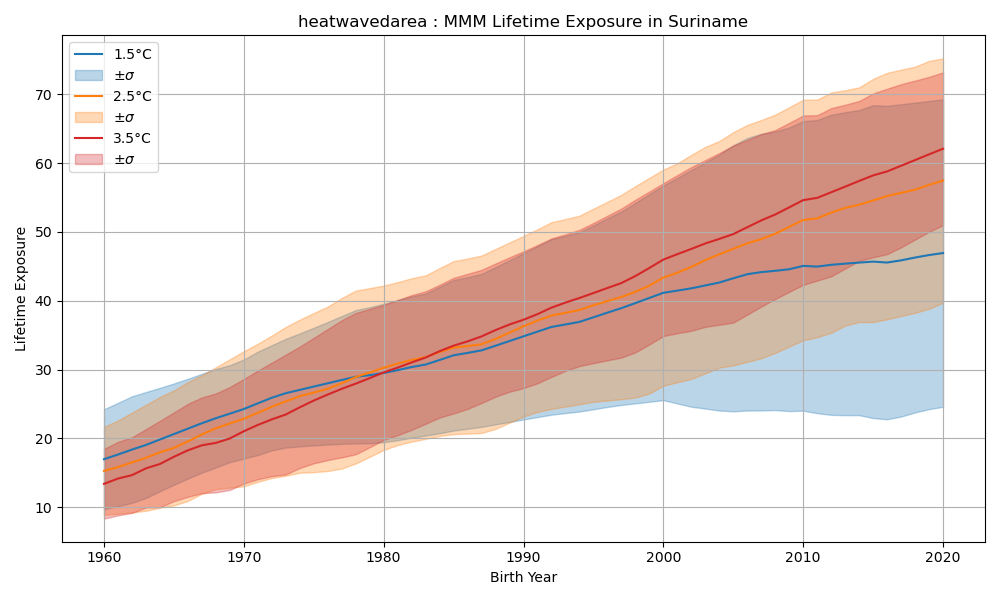 heatwavedarea : MMM Lifetime Exposure in Suriname
1.5°C
±σ
2.5°C
±σ
3.5°C
±σ
Lifetime Exposure
70
60
50
40
30
20
10
1960
1970
1980
1990
2000
2010
2020
Birth Year